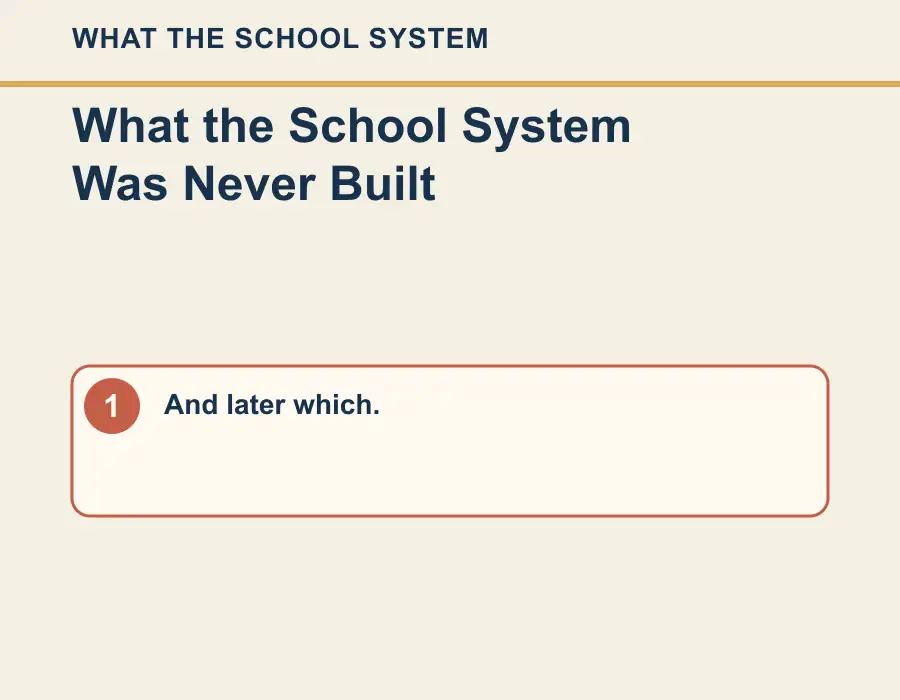 WHAT THE SCHOOL SYSTEM
What the School System
Was Never Built
1
And later which.